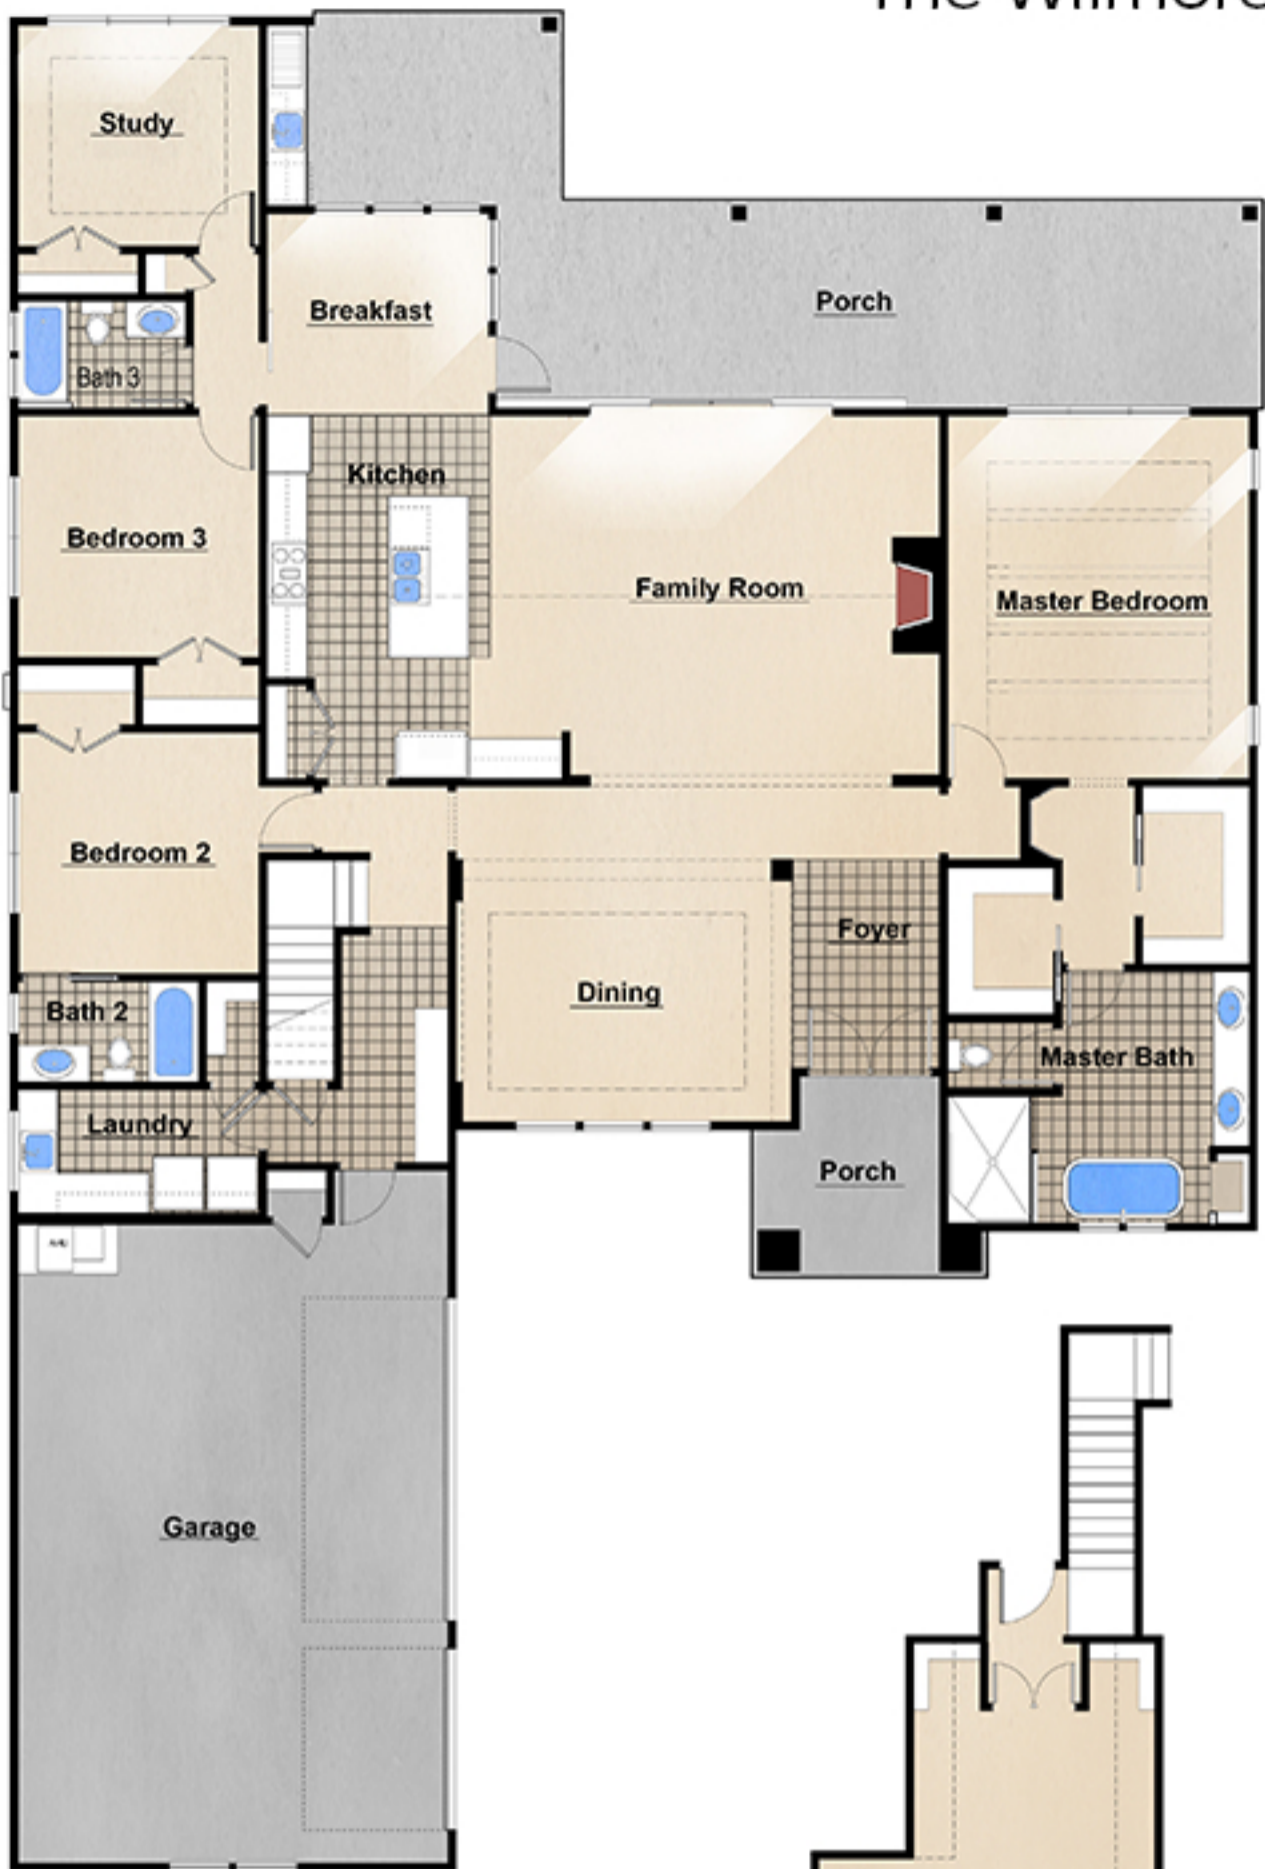 The
Study
Breakfast
Porch
Bath 3
Kitchen
Bedroom 3
Family Room
Master Bedroom
Bedroom 2
Foyer
Dining
Bath 2
Master Bath
Laundry
Porch
Garage